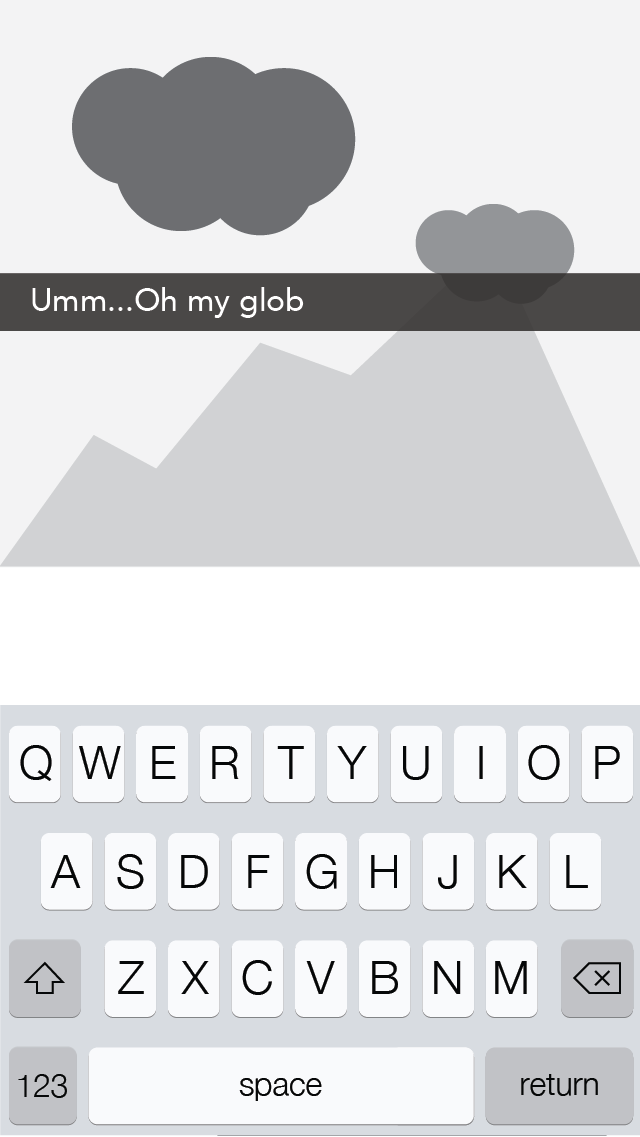 Umm...Oh my glob
Q W E R T Y U I O P
A S D F G H J K L
Z X C V B N M
123 space return